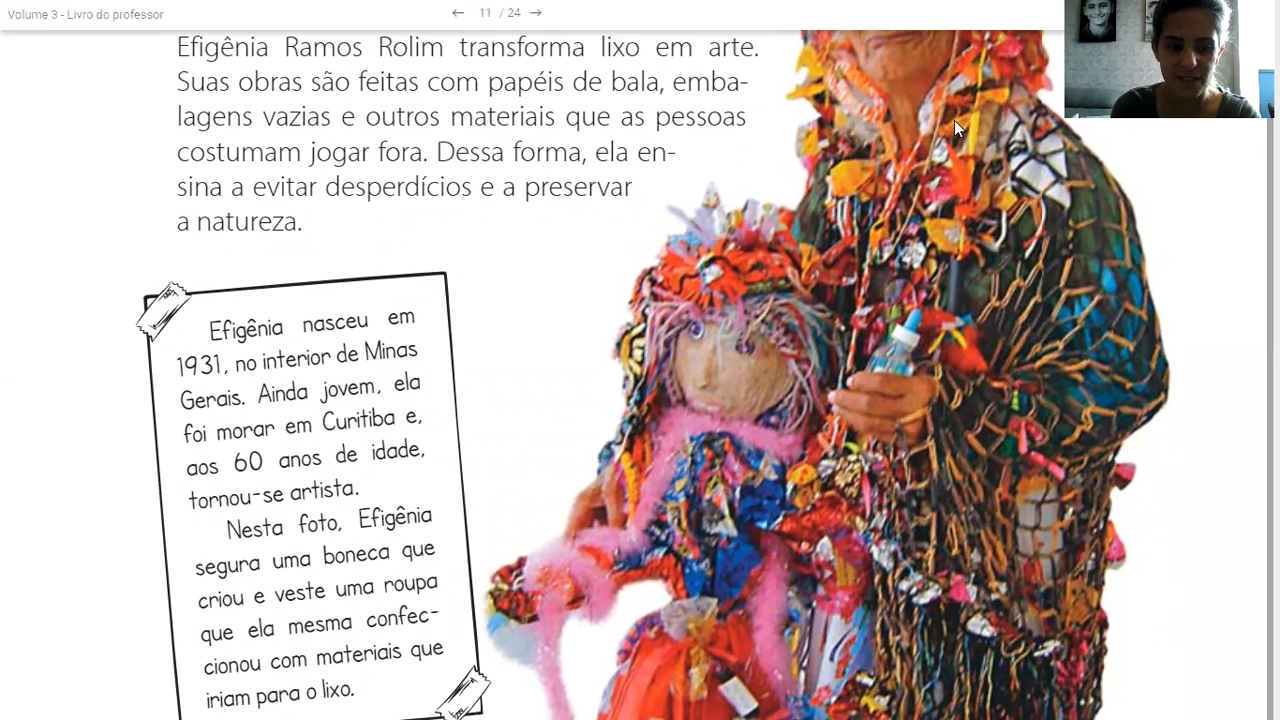 Volume 3 - Livro do professor
← 11 / 24 →
Efigênia Ramos Rolim transforma lixo em arte.
Suas obras são feitas com papéis de bala, emba-
lagens vazias e outros materiais que as pessoas
costumam jogar fora. Dessa forma, ela en-
sina a evitar desperdícios e a preservar
a natureza.
Efigênia nasceu em
1931, no interior de Minas
Gerais. Ainda jovem, ela
foi morar em Curitiba e,
aos 60 anos de idade,
tornou-se artista.
Nesta foto, Efigênia
segura uma boneca que
criou e veste uma roupa
que ela mesma confec-
cionou com materiais que
iriam para o lixo.